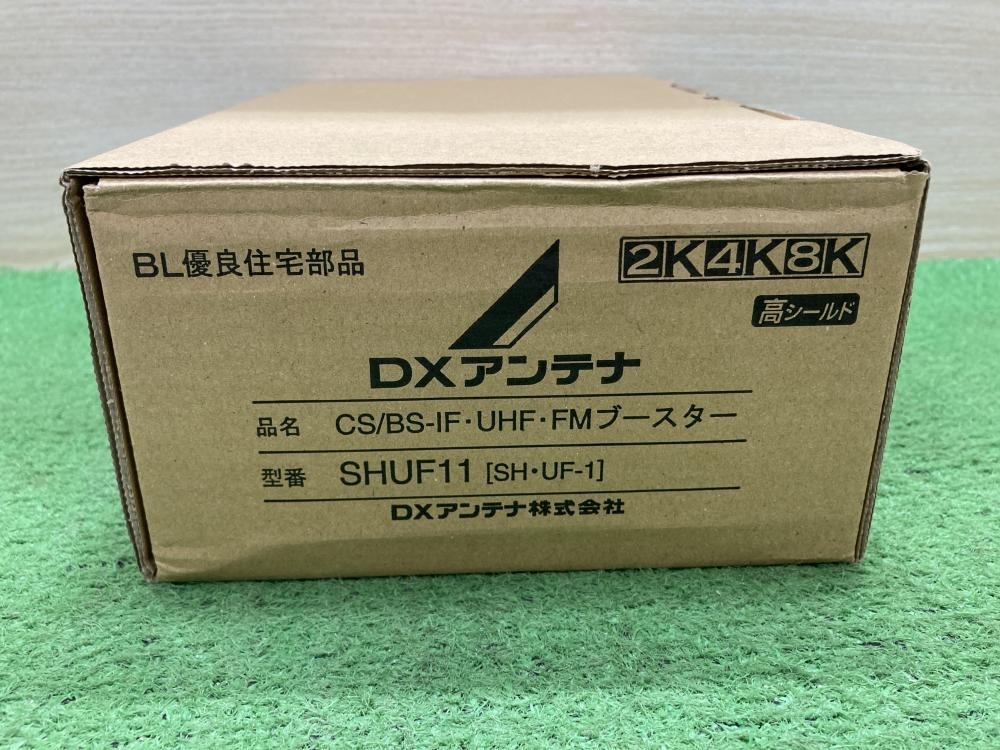 BL優良住宅部品
2K4K8K
高シールド
DXアンテナ
品名 CS/BS-IF・UHF・FMブースター
型番 SHUF11 [SH・UF-1]
DXアンテナ株式会社